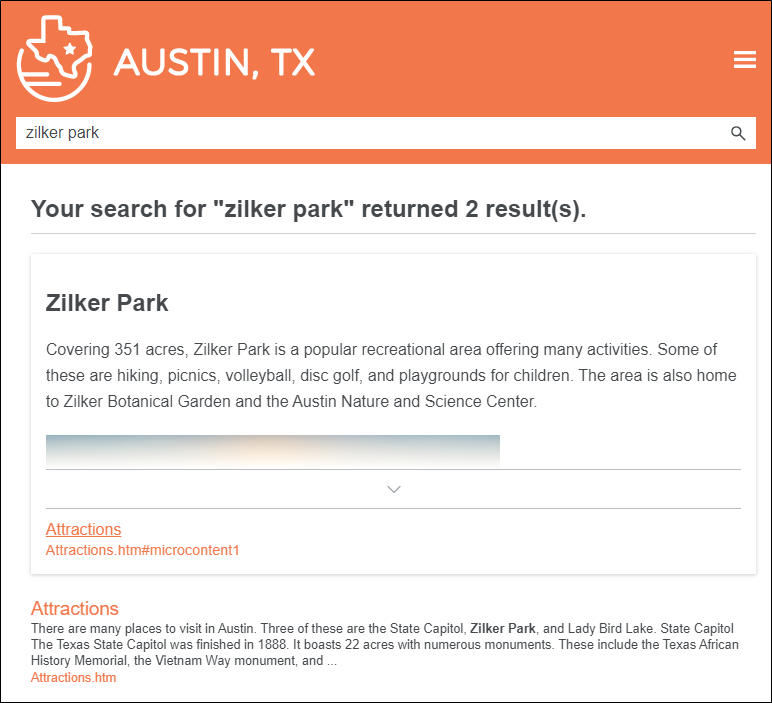 AUSTIN, TX
zilker park
Your search for "zilker park" returned 2 result(s).
Zilker Park
Covering 351 acres, Zilker Park is a popular recreational area offering many activities. Some of
these are hiking, picnics, volleyball, disc golf, and playgrounds for children. The area is also home
to Zilker Botanical Garden and the Austin Nature and Science Center.
Attractions
Attractions.htm#microcontent1
Attractions
There are many places to visit in Austin. Three of these are the State Capitol, Zilker Park, and Lady Bird Lake. State Capitol
The Texas State Capitol was finished in 1888. It boasts 22 acres with numerous monuments. These include the Texas African
History Memorial, the Vietnam Way monument, and ...
Attractions.htm